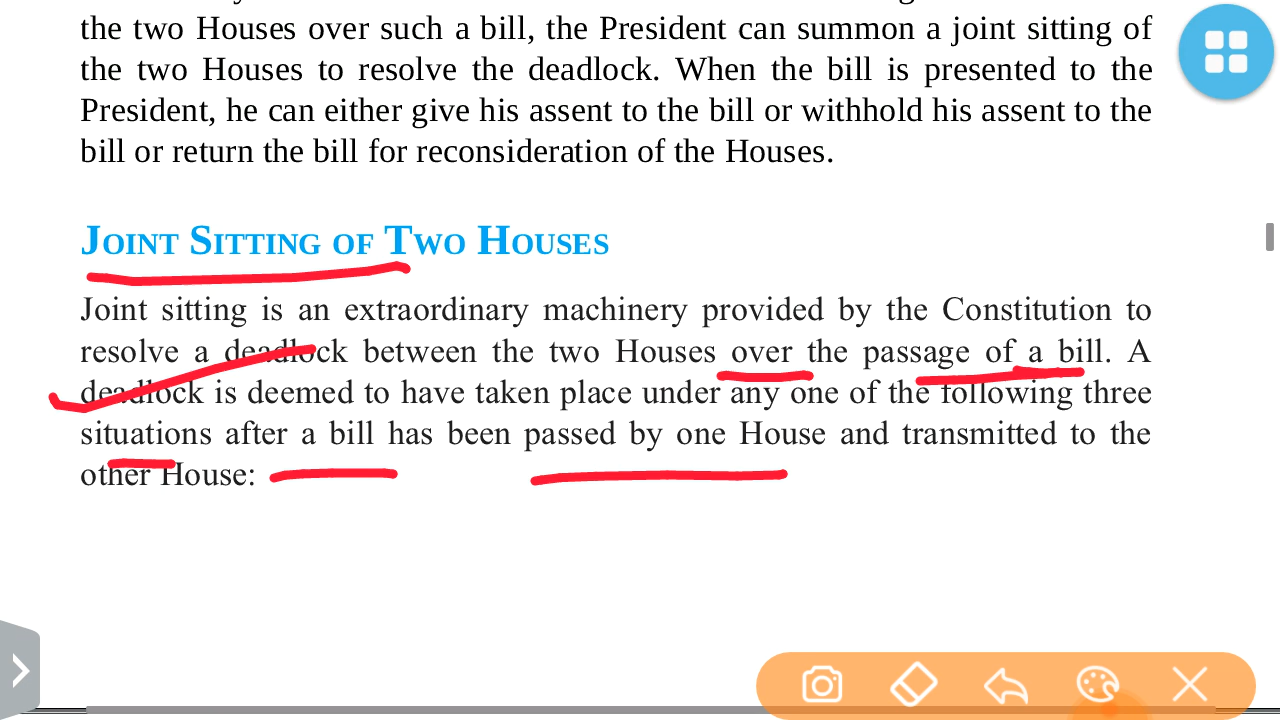 the two Houses over such a bill, the President can summon a joint sitting of
the two Houses to resolve the deadlock. When the bill is presented to the
President, he can either give his assent to the bill or withhold his assent to the
bill or return the bill for reconsideration of the Houses.
JOINT SITTING OF TWO HOUSES
Joint sitting is an extraordinary machinery provided by the Constitution to
resolve a deadlock between the two Houses over the passage of a bill. A
deadlock is deemed to have taken place under any one of the following three
situations after a bill has been passed by one House and transmitted to the
other House: